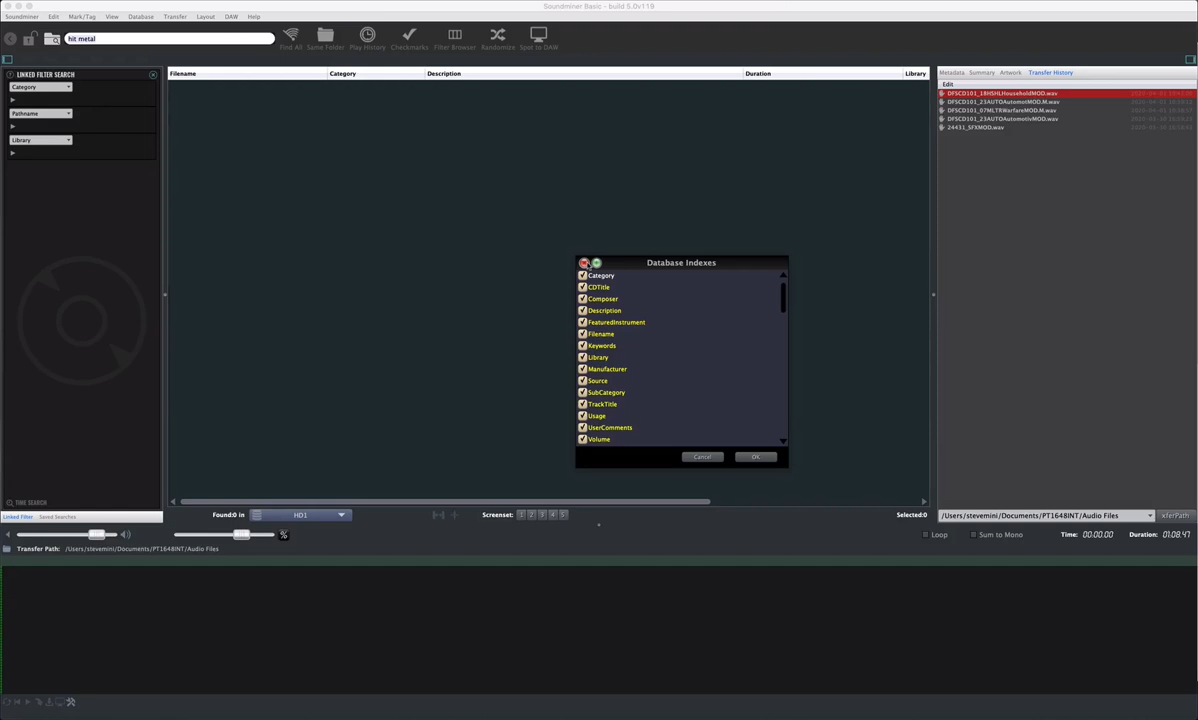 Soundminer Basic - build 5.0v119
Soundminer Edit Mark/Tag View Database Transfer Layout DAW Help
hit metal
Find All Same Folder Play History Checkmarks Filter Browser Randomize Spot to DAW
LINKED FILTER SEARCH
Category
Pathname
Library
Filename Category Description Duration Library
Metadata Summary Artwork Transfer History
Edit
DFSCD101_18HSHLHouseholdMOD.wav
DFSCD101_23AUTOAutomotMOD.M.wav
DFSCD101_07MLTRWarfareMOD.M.wav
DFSCD101_23AUTOAutomotivMOD.wav
24431_SFXMOD.wav
Database Indexes
Category
CDTitle
Composer
Description
FeaturedInstrument
Filename
Keywords
Library
Manufacturer
Source
SubCategory
TrackTitle
Usage
UserComments
Volume
Cancel OK
TIME SEARCH
Linked Filter Saved Searches
Found:0 in HD1 Screenset: 1 2 3 4 5 Selected:0
/Users/stevemini/Documents/PT1648INT/Audio Files xferPath
% Loop Sum to Mono Time: 00:00.00 Duration: 01:08.47
Transfer Path: /Users/stevemini/Documents/PT1648INT/Audio Files